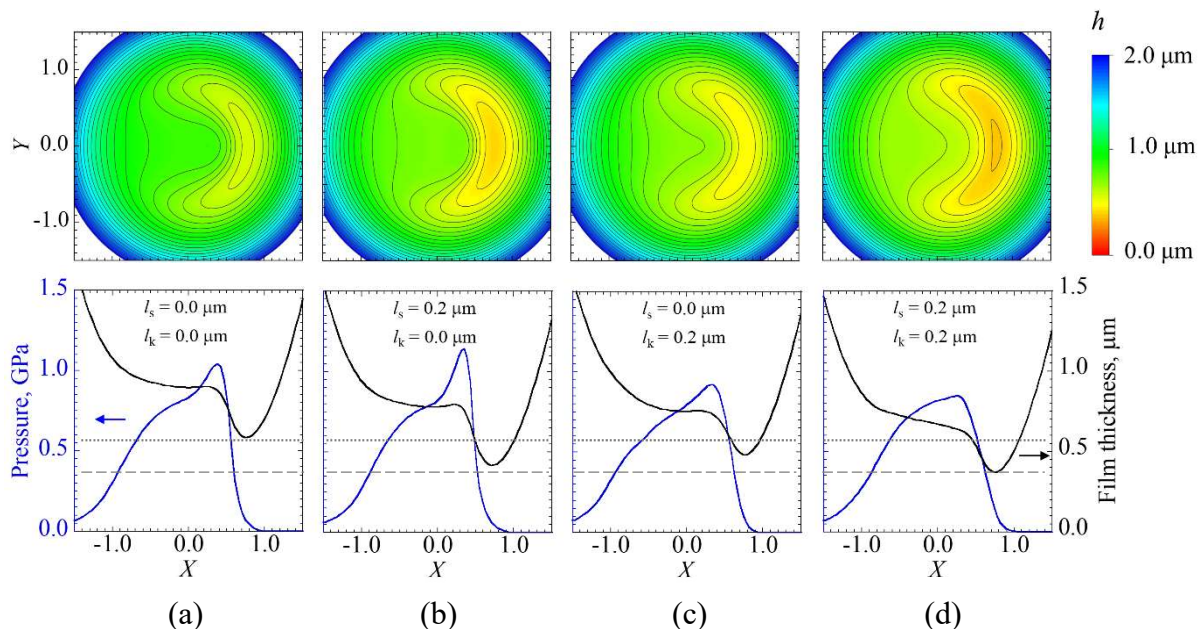 h
2.0 μm
1.0 μm
0.0 μm
Y
1.0
0.0
-1.0
Pressure, GPa
1.5
1.0
0.5
0.0
l_s = 0.0 μm
l_k = 0.0 μm
l_s = 0.2 μm
l_k = 0.0 μm
l_s = 0.0 μm
l_k = 0.2 μm
l_s = 0.2 μm
l_k = 0.2 μm
1.5
1.0
0.5
0.0
Film thickness, μm
-1.0 0.0 1.0
-1.0 0.0 1.0
-1.0 0.0 1.0
-1.0 0.0 1.0
X X X X
(a) (b) (c) (d)